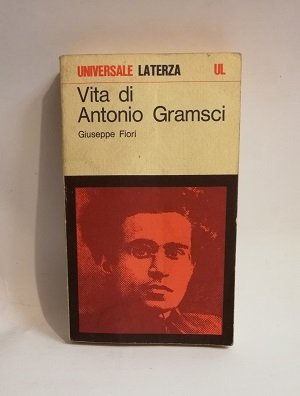 UNIVERSALE LATERZA UL
Vita di
Antonio Gramsci
Giuseppe Fiori